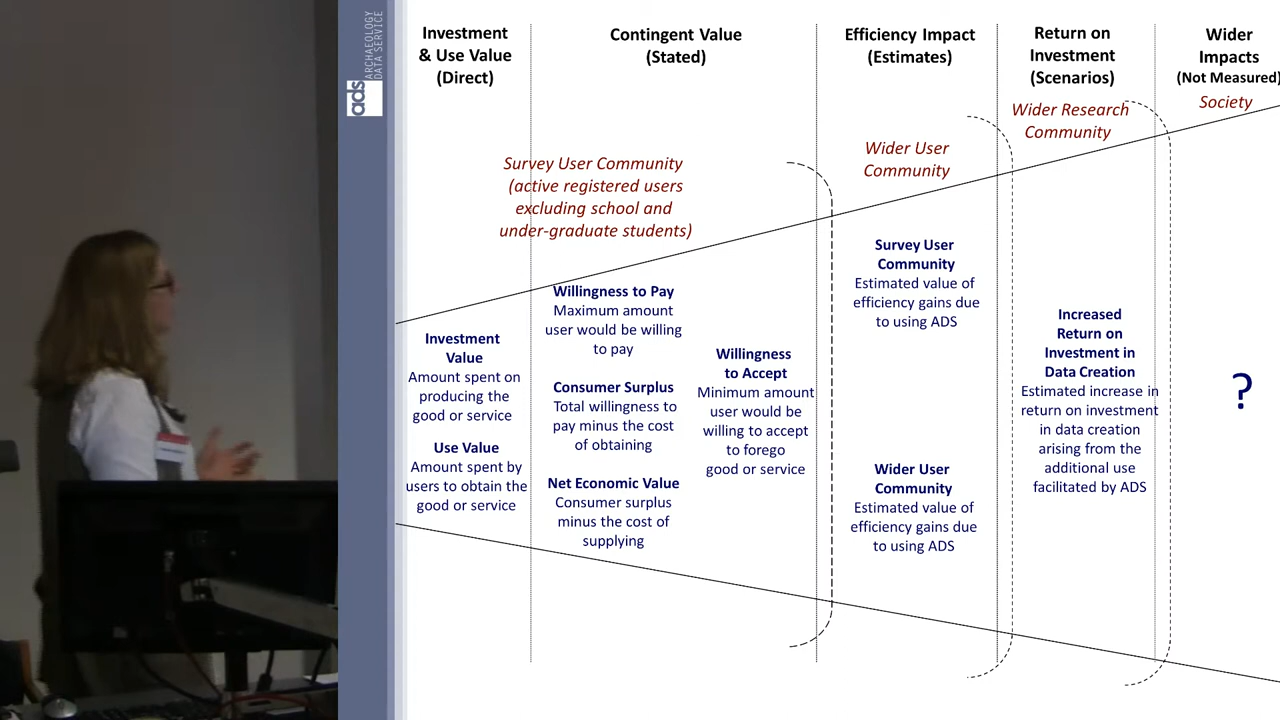 ads
ARCHAEOLOGY
DATA SERVICE
Investment
& Use Value
(Direct)
Contingent Value
(Stated)
Efficiency Impact
(Estimates)
Return on
Investment
(Scenarios)
Wider
Impacts
(Not Measured)
Survey User Community
(active registered users
excluding school and
under-graduate students)
Wider User
Community
Wider Research
Community
Society
Investment
Value
Amount spent on
producing the
good or service
Use Value
Amount spent by
users to obtain the
good or service
Willingness to Pay
Maximum amount
user would be willing
to pay
Consumer Surplus
Total willingness to
pay minus the cost
of obtaining
Net Economic Value
Consumer surplus
minus the cost of
supplying
Willingness
to Accept
Minimum amount
user would be
willing to accept
to forego
good or service
Survey User
Community
Estimated value of
efficiency gains due
to using ADS
Wider User
Community
Estimated value of
efficiency gains due
to using ADS
Increased
Return on
Investment in
Data Creation
Estimated increase in
return on investment
in data creation
arising from the
additional use
facilitated by ADS
?